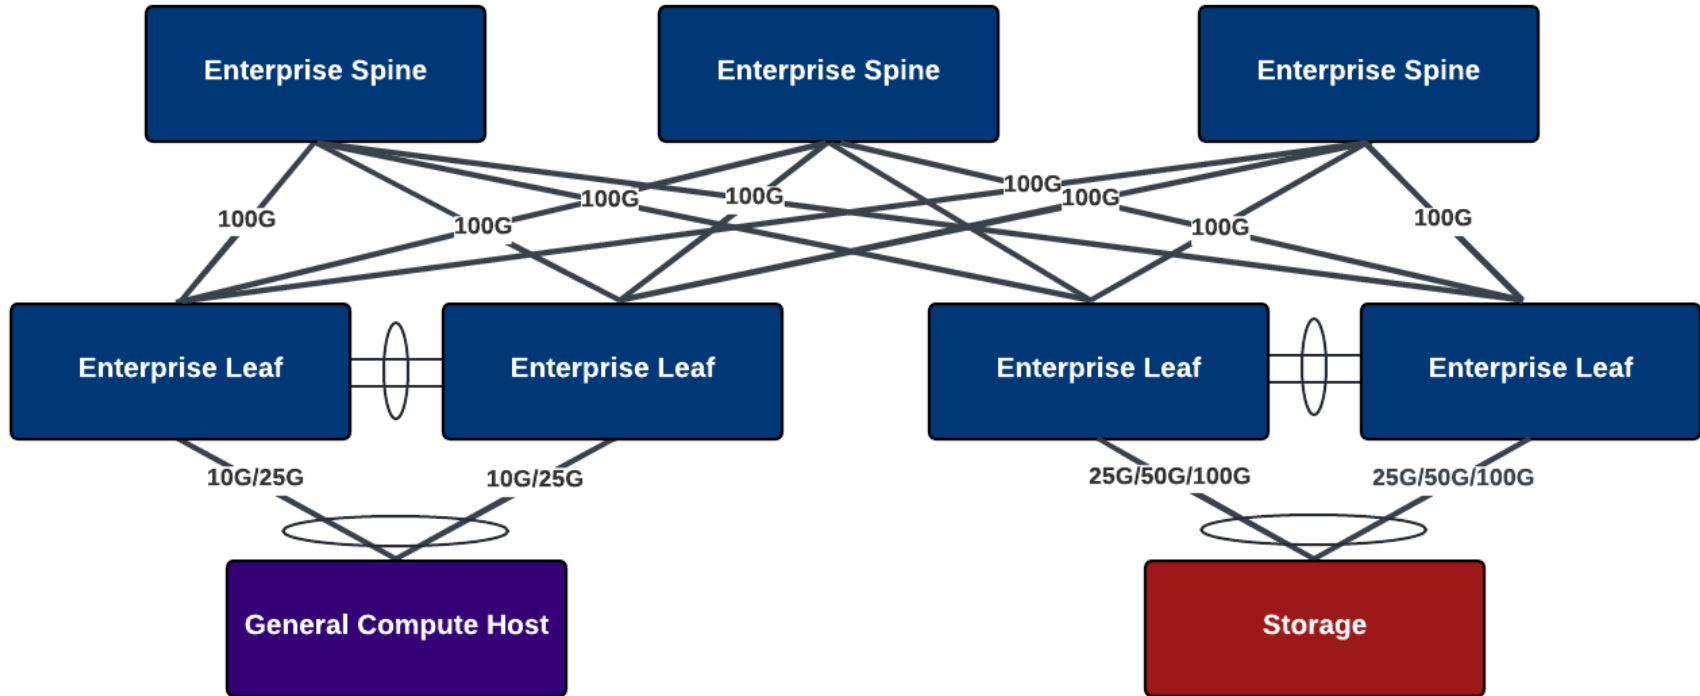 Enterprise Spine
Enterprise Spine
Enterprise Spine
100G
100G
100G
100G
100G
100G
100G
100G
Enterprise Leaf
Enterprise Leaf
Enterprise Leaf
Enterprise Leaf
10G/25G
10G/25G
25G/50G/100G
25G/50G/100G
General Compute Host
Storage